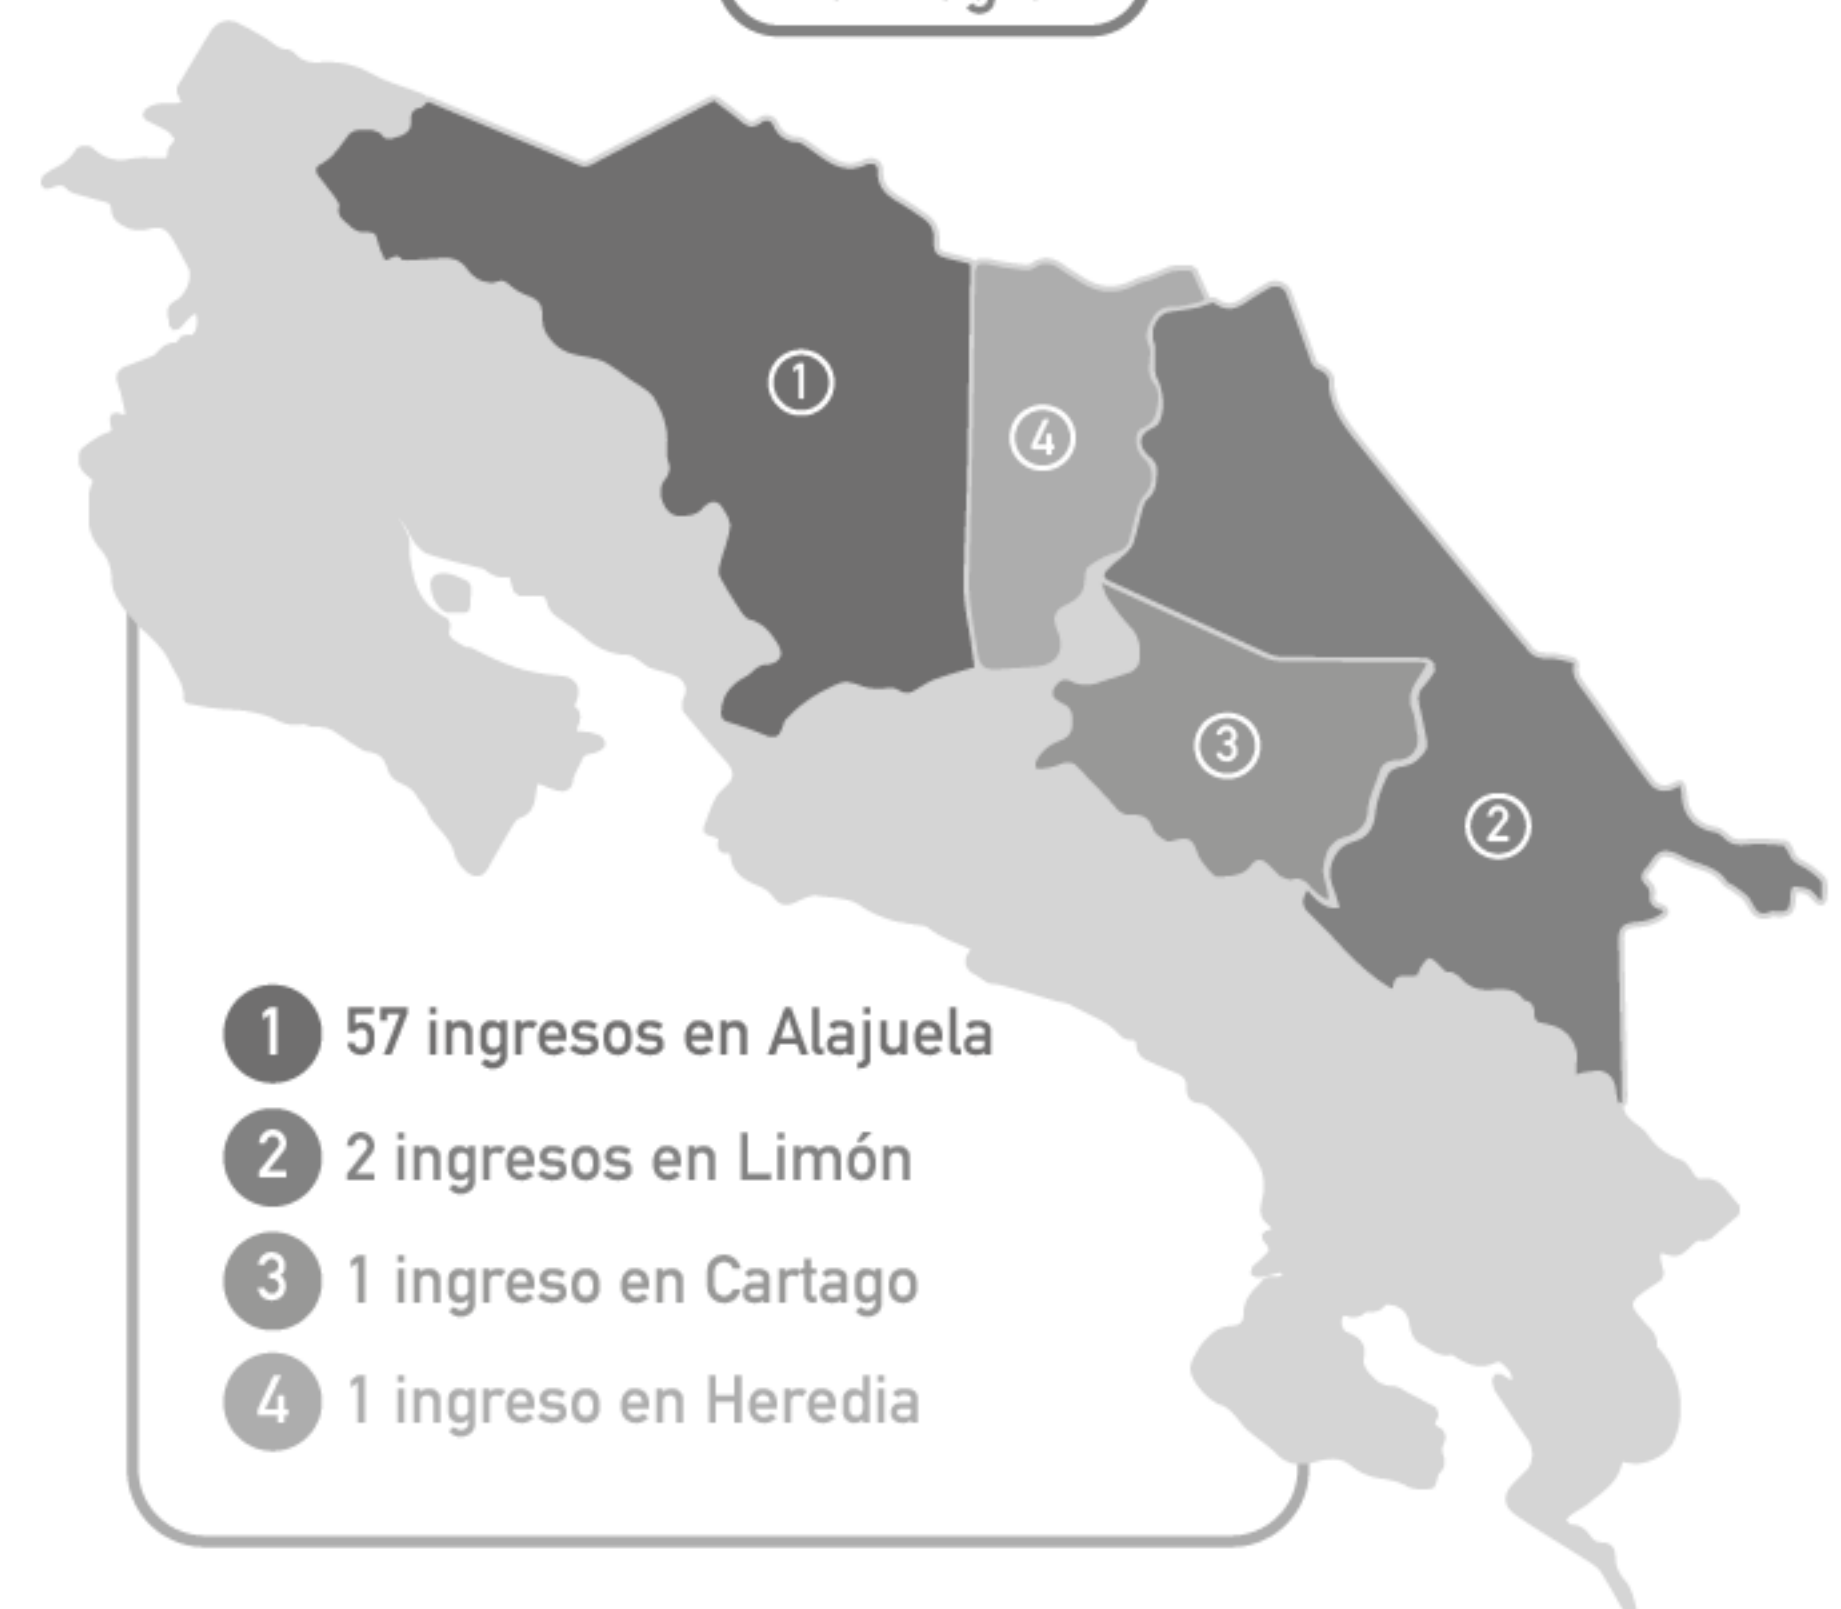 1
4
3
2
1 57 ingresos en Alajuela
2 2 ingresos en Limón
3 1 ingreso en Cartago
4 1 ingreso en Heredia